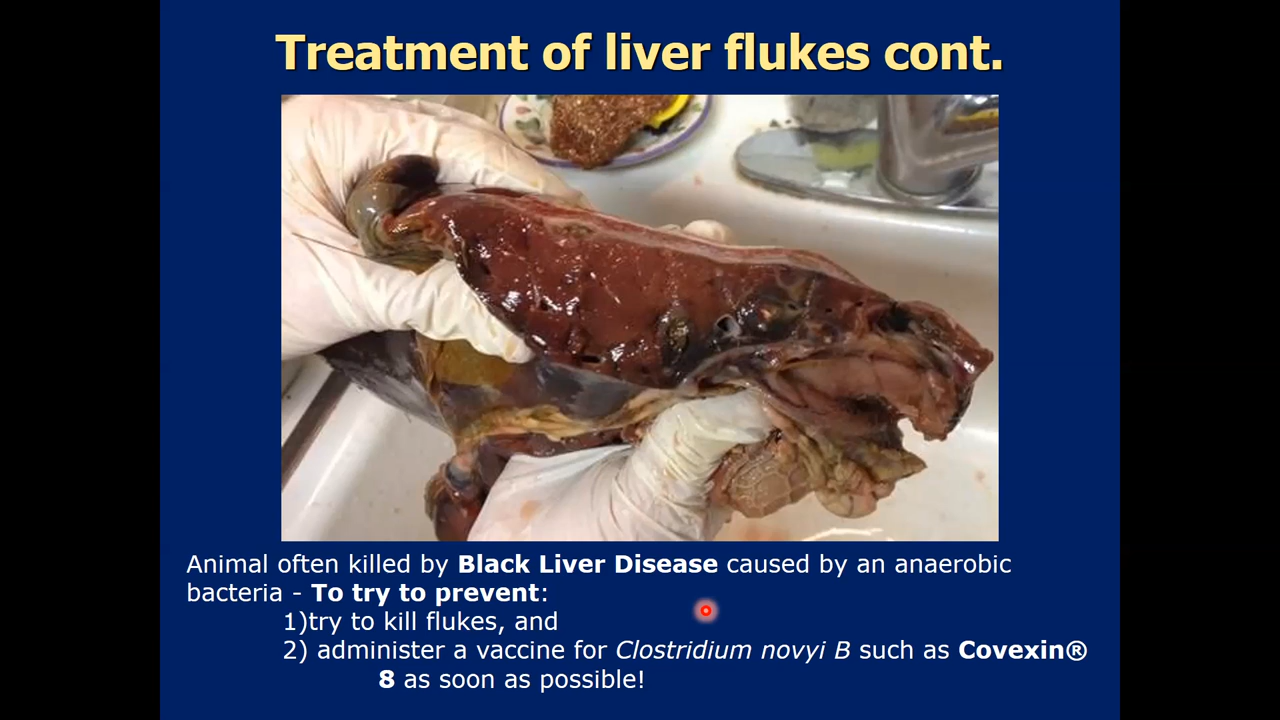 Treatment of liver flukes cont.
Animal often killed by Black Liver Disease caused by an anaerobic
bacteria - To try to prevent:
1)try to kill flukes, and
2) administer a vaccine for Clostridium novyi B such as Covexin®
8 as soon as possible!